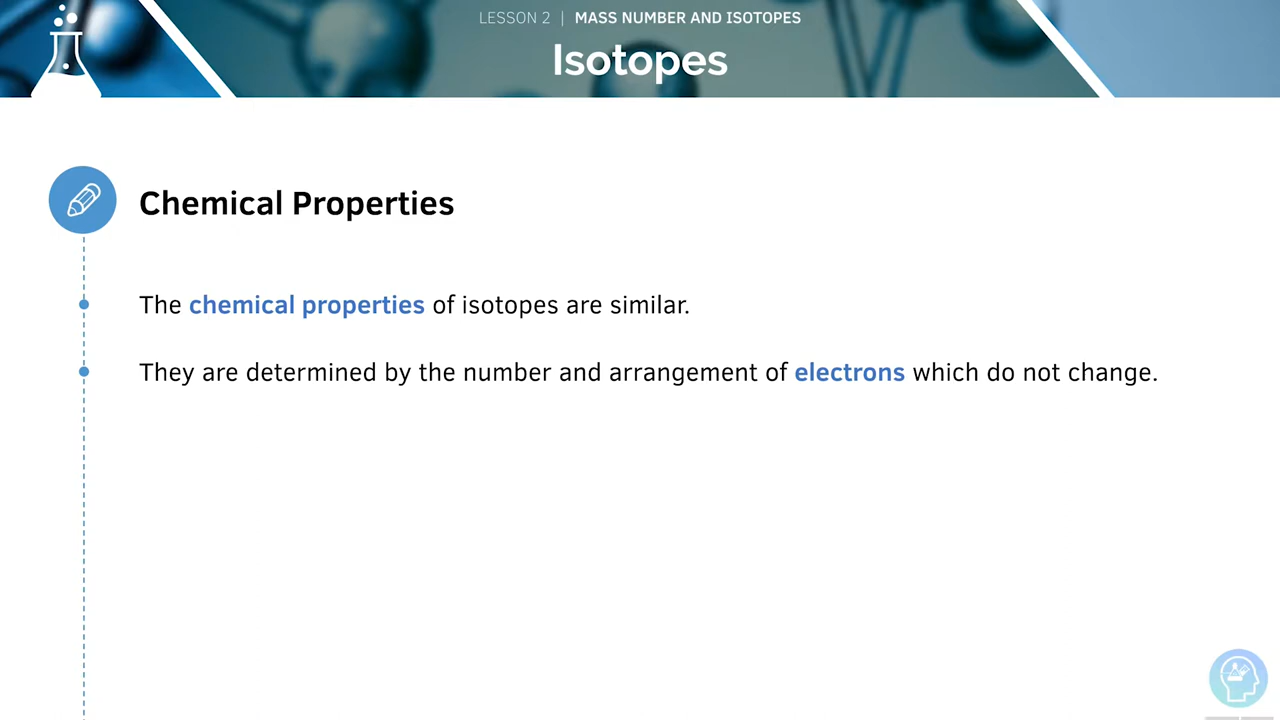 LESSON 2 | MASS NUMBER AND ISOTOPES
Isotopes
Chemical Properties
The chemical properties of isotopes are similar.
They are determined by the number and arrangement of electrons which do not change.